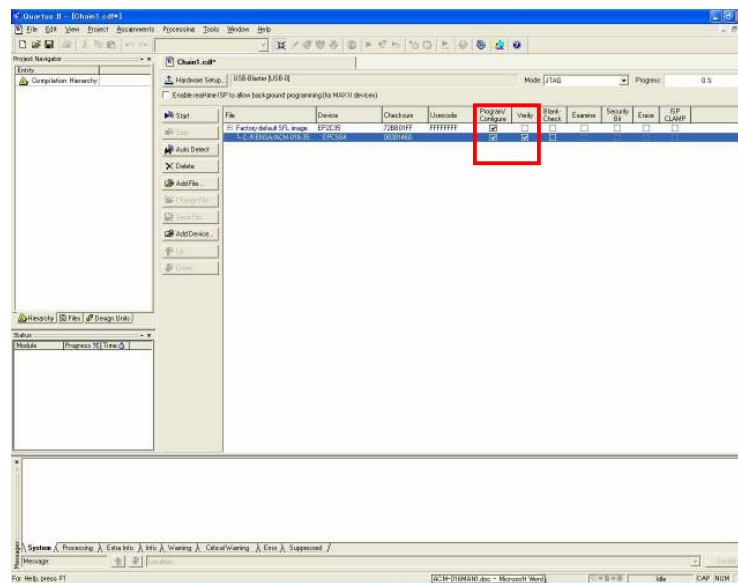 Quartus II - [Chain1.cdf*]
File Edit View Project Assignments Processing Tools Window Help
Project Navigator
Entity
Compilation Hierarchy
Hierarchy Files Design Units
Status
Module Progress % Time
Chain1.cdf*
Hardware Setup... USB-Blaster [USB-0] Mode: JTAG Progress: 0 %
Enable real-time ISP to allow background programming (for MAX II devices)
Start
Stop
Auto Detect
Delete
Add File...
Change File...
Save File...
Add Device...
Up
Down
File Device Checksum Usercode Program/Configure Verify Blank-Check Examine Security Bit Erase ISP CLAMP
Factory default SFL image EP2C35 FFFFFFFF
EPCS64
System Processing Extra Info Info Warning Critical Warning Error Suppressed
Messages
Message: Location:
For Help, press F1
Microsoft Word
Idle CAP NUM